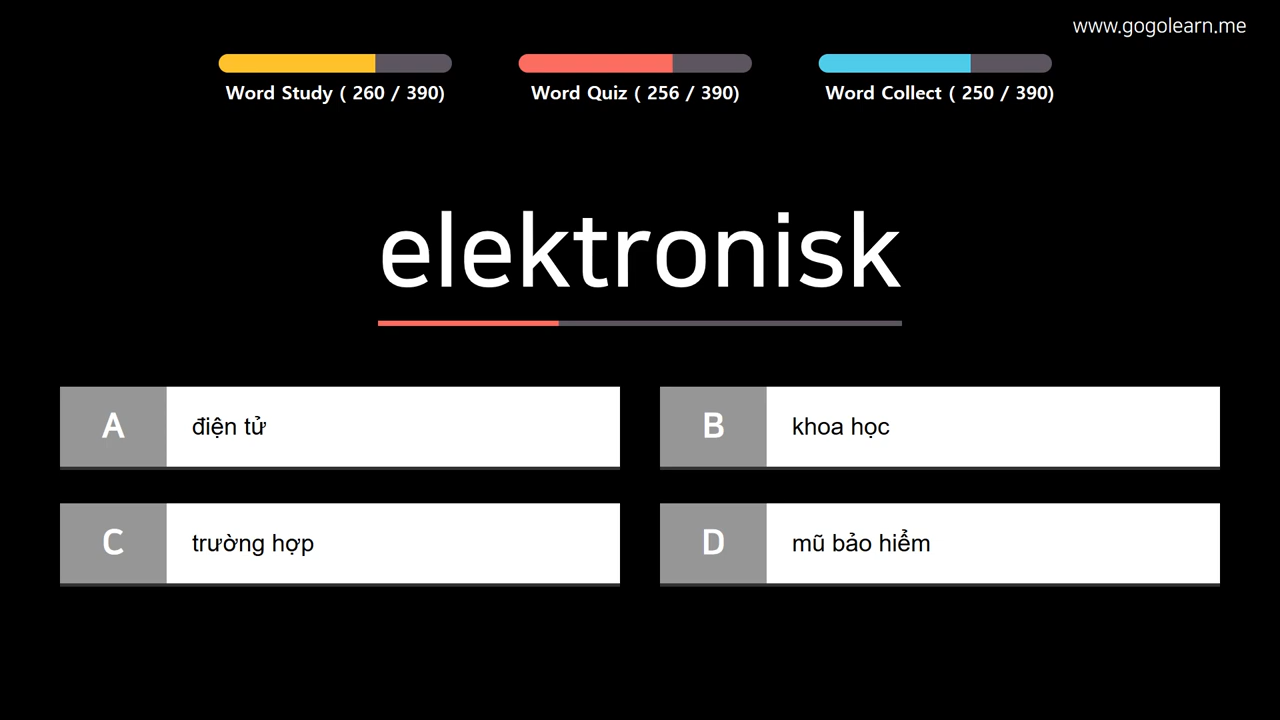 www.gogolearn.me
Word Study ( 260 / 390)
Word Quiz ( 256 / 390)
Word Collect ( 250 / 390)
elektronisk
A điện tử
B khoa học
C trường hợp
D mũ bảo hiểm